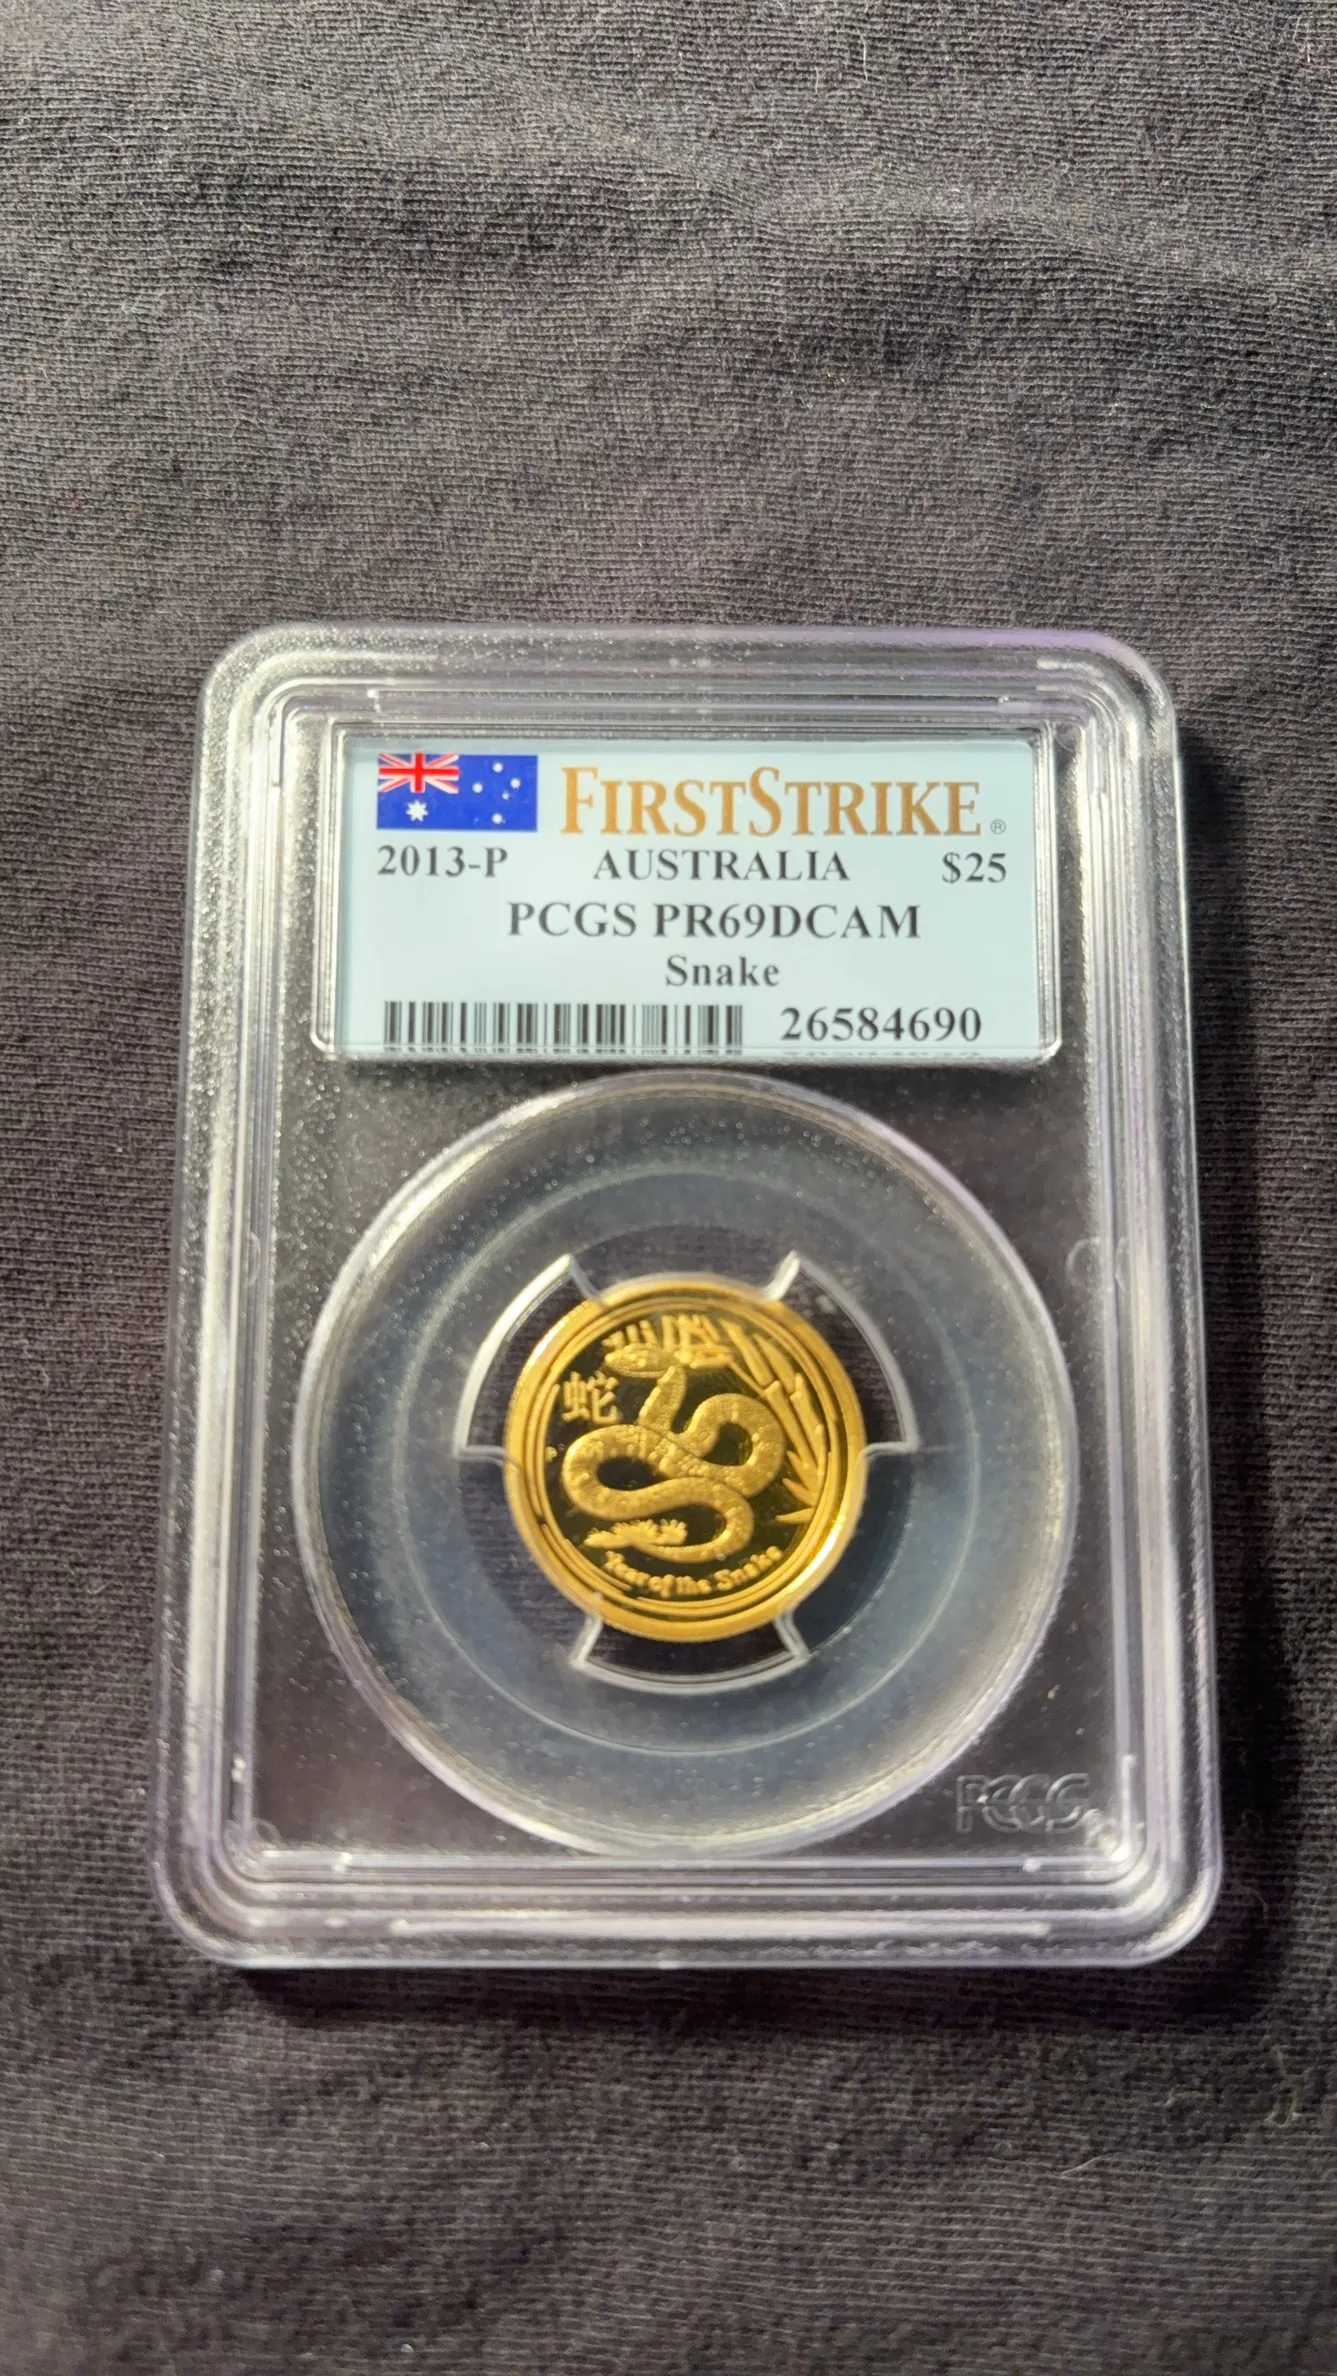 FIRSTSTRIKE®
2013-P AUSTRALIA $25
PCGS PR69DCAM
Snake
26584690
蛇
P
Year of the Snake
PCGS